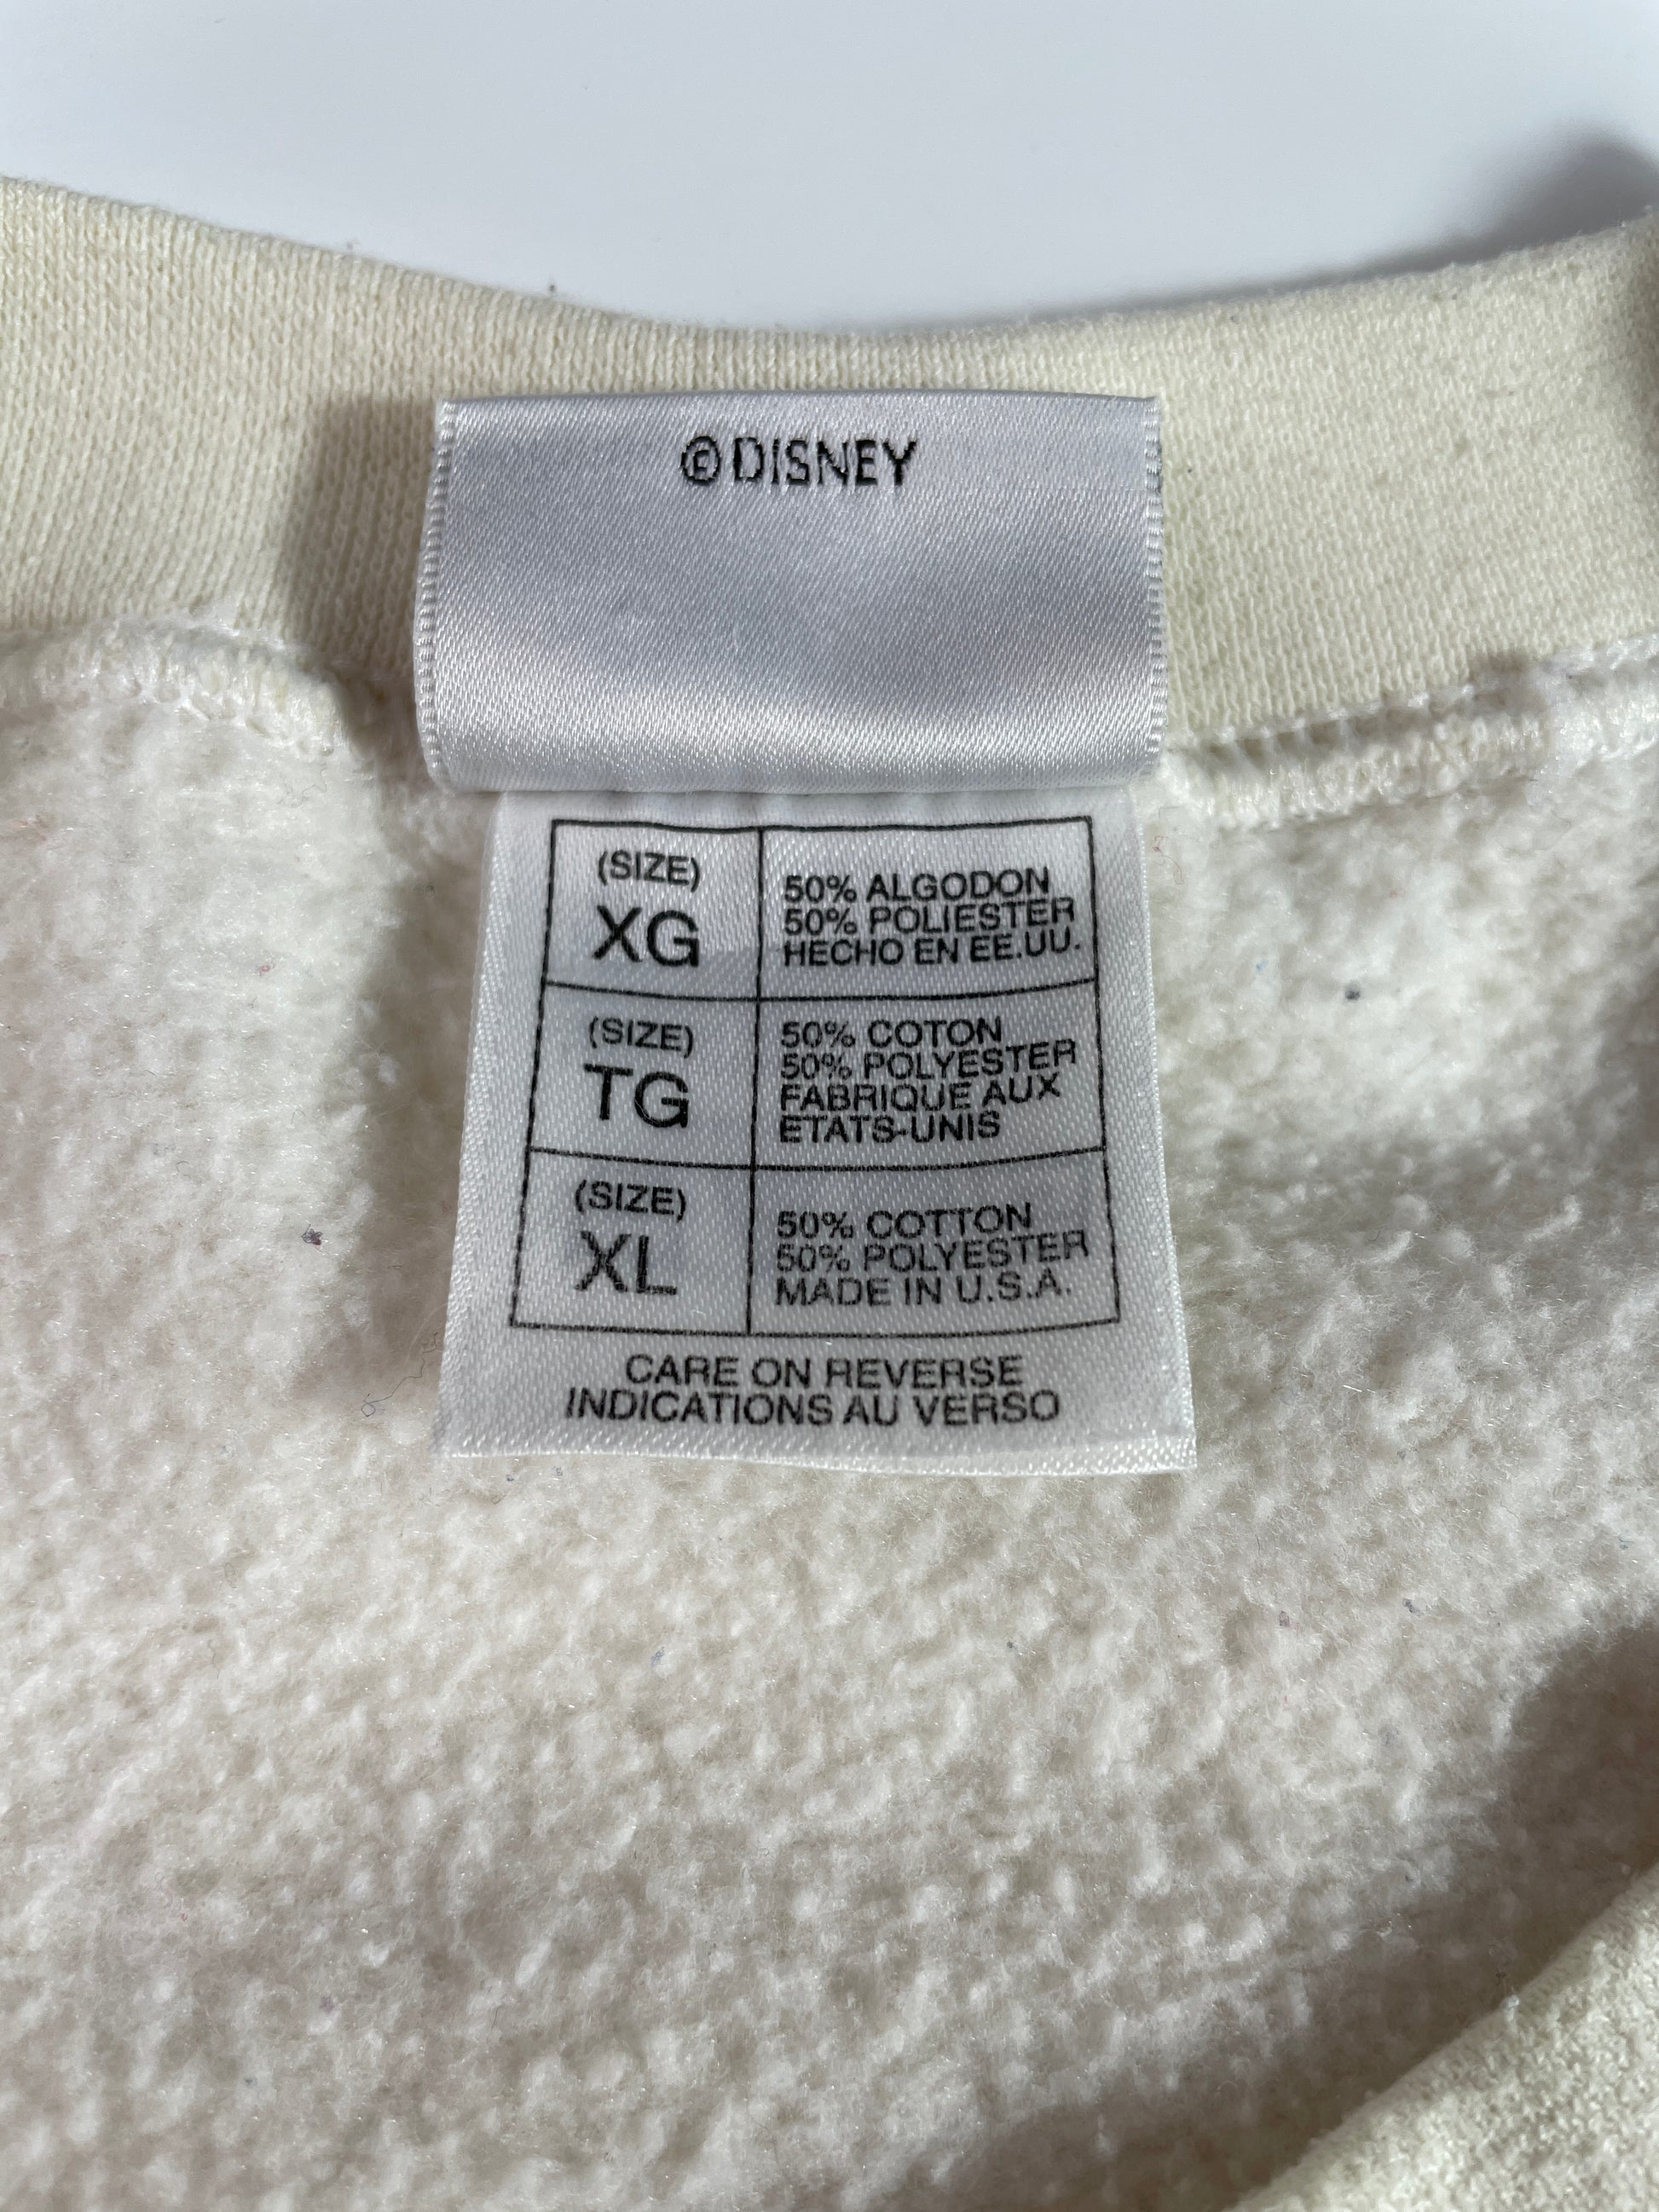 ©DISNEY
(SIZE)
XG
50% ALGODON
50% POLIESTER
HECHO EN EE.UU.
(SIZE)
TG
50% COTON
50% POLYESTER
FABRIQUE AUX
ETATS-UNIS
(SIZE)
XL
50% COTTON
50% POLYESTER
MADE IN U.S.A.
CARE ON REVERSE
INDICATIONS AU VERSO